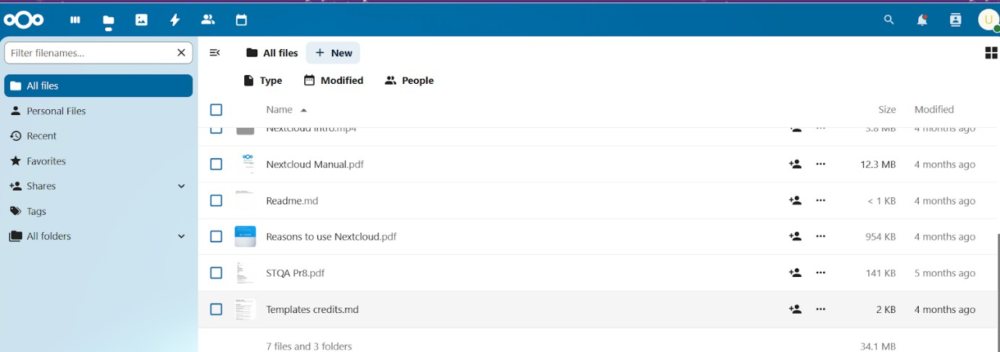 U
Filter filenames...
All files
New
Type
Modified
People
All files
Personal Files
Recent
Favorites
Shares
Tags
All folders
Name
Size
Modified
Nextcloud intro.mp4
3.8 MB
4 months ago
Nextcloud Manual.pdf
12.3 MB
4 months ago
Readme.md
< 1 KB
4 months ago
Reasons to use Nextcloud.pdf
954 KB
4 months ago
STQA Pr8.pdf
141 KB
5 months ago
Templates credits.md
2 KB
4 months ago
7 files and 3 folders
34.1 MB